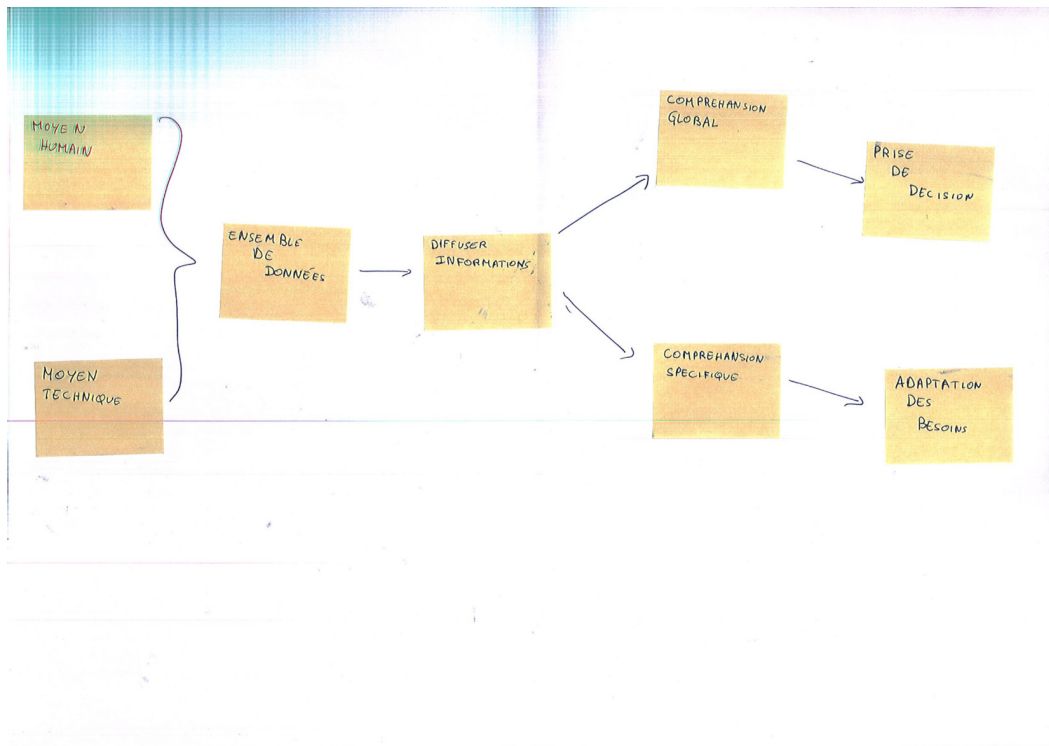 MOYEN
HUMAIN
MOYEN
TECHNIQUE
ENSEMBLE
DE
DONNÉES
DIFFUSER
INFORMATIONS
COMPREHANSION
GLOBAL
PRISE
DE
DECISION
COMPREHANSION
SPECIFIQUE
ADAPTATION
DES
BESOINS